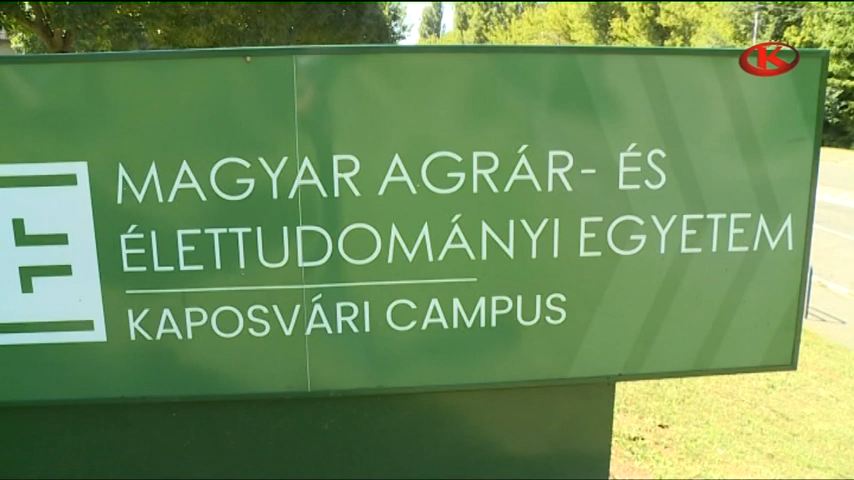 MAGYAR AGRÁR- ÉS
ÉLETTUDOMÁNYI EGYETEM
KAPOSVÁRI CAMPUS
K